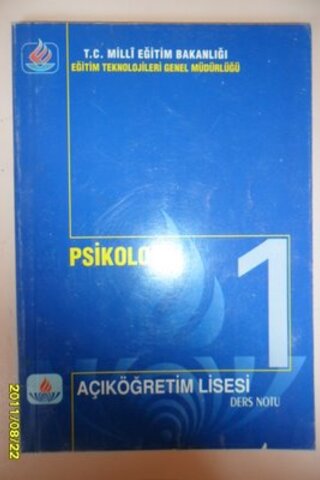 T.C. MİLLÎ EĞİTİM BAKANLIĞI
EĞİTİM TEKNOLOJİLERİ GENEL MÜDÜRLÜĞÜ
PSİKOLO
1
AÇIKÖĞRETİM LİSESİ
DERS NOTU
2011/08/22